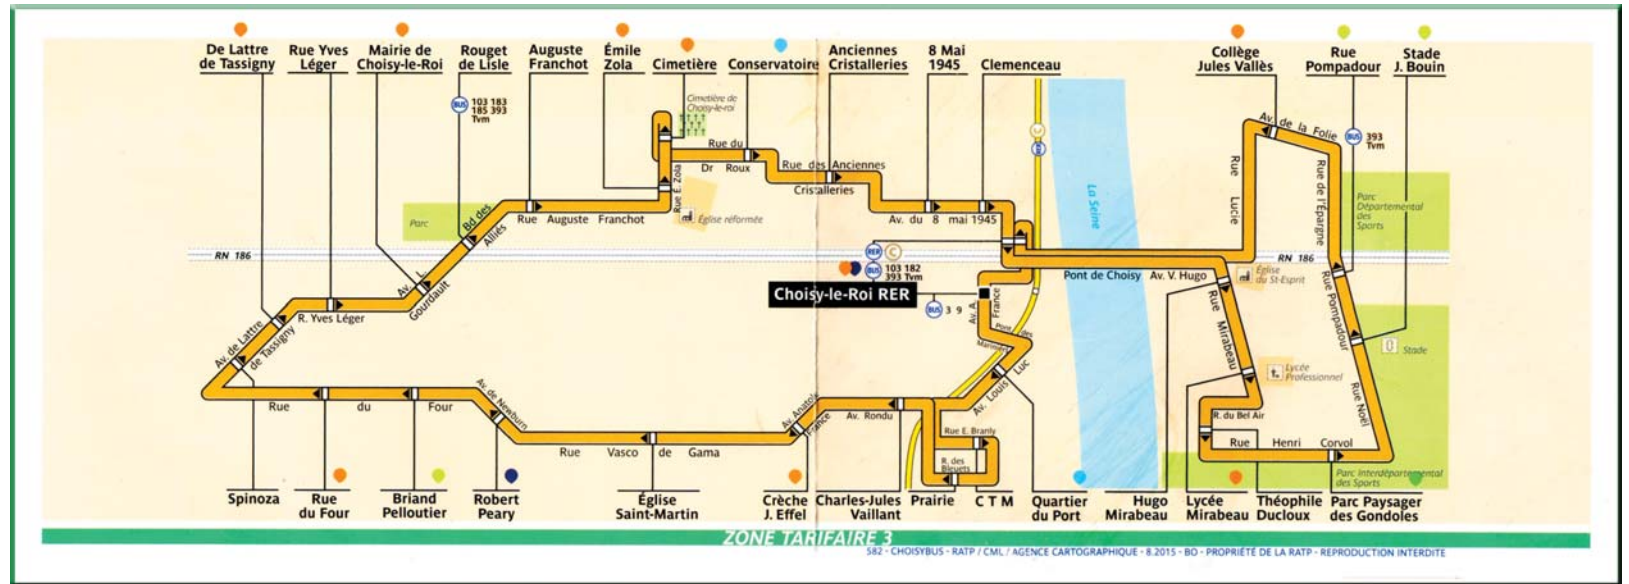 De Lattre
de Tassigny
Rue Yves
Léger
Mairie de
Choisy-le-Roi
Rouget
de Lisle
Auguste
Franchot
Émile
Zola
Cimetière
Conservatoire
Anciennes
Cristalleries
8 Mai
1945
Clemenceau
Collège
Jules Vallès
Rue
Pompadour
Stade
J. Bouin
BUS 103 183
185 393
Tvm
Cimetière de
Choisy-le-roi
C
RER
BUS 393
Tvm
Av. de la Folie
Rue du
Dr Roux
Rue des Anciennes
Cristalleries
Rue É. Zola
Église réformée
Rue Auguste Franchot
Bd des
Alliés
Parc
Av. du 8 mai 1945
La Seine
Rue Lucie
Rue de l'Épargne
Parc
Départemental
des
Sports
RN 186
RN 186
RER C
BUS 103 182
393 Tvm
Choisy-le-Roi RER
BUS 3 9
Pont de Choisy
Av. V. Hugo
Église
du St-Esprit
Av. L.
Gourdault
R. Yves Léger
Av. de Lattre
de Tassigny
Av. A.
France
Pont des
Mariniers
Rue Mirabeau
Rue Pompadour
Stade
Lycée
Professionnel
Rue Noël
Rue du Four
Av. de Newburn
Av. Anatole
France
Av. Rondu
Av. Louis Luc
Rue E. Branly
R. des
Bleuets
Rue Vasco de Gama
R. du Bel Air
Rue Henri Corvol
Parc Interdépartemental
des Sports
Spinoza
Rue
du Four
Briand
Pelloutier
Robert
Peary
Église
Saint-Martin
Crèche
J. Effel
Charles-Jules
Vaillant
Prairie
C T M
Quartier
du Port
Hugo
Mirabeau
Lycée
Mirabeau
Théophile
Ducloux
Parc Paysager
des Gondoles
ZONE TARIFAIRE 3
582 - CHOISYBUS - RATP / CML / AGENCE CARTOGRAPHIQUE - 8.2015 - BO - PROPRIÉTÉ DE LA RATP - REPRODUCTION INTERDITE